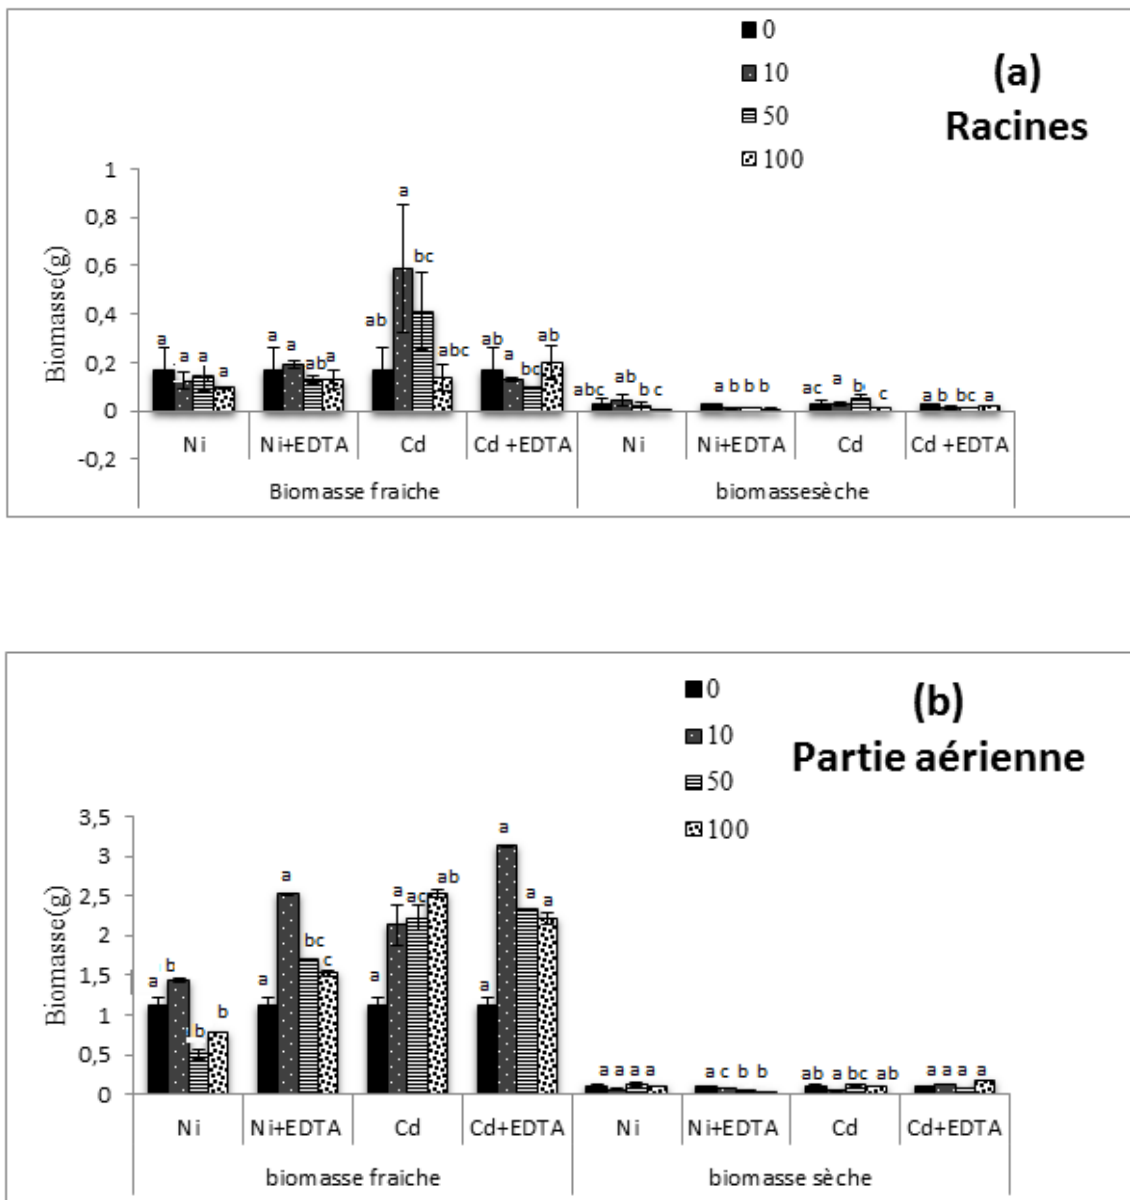 0
10
50
100
(a)
Racines
Biomasse(g)
1
0,8
0,6
0,4
0,2
0
-0,2
a a a a
a a ab a
ab a bc abc
ab a bc ab
abc ab b c
a b b b
ac a b c
a b bc a
Ni Ni+EDTA Cd Cd +EDTA Ni Ni+EDTA Cd Cd +EDTA
Biomasse fraiche biomassesèche
0
10
50
100
(b)
Partie aérienne
Biomasse(g)
3,5
3
2,5
2
1,5
1
0,5
0
a b b b
a a bc c
a a ac ab
a a a a
a a a a
a c b b
ab a bc ab
a a a a
Ni Ni+EDTA Cd Cd+EDTA Ni Ni+EDTA Cd Cd+EDTA
biomasse fraiche biomasse sèche